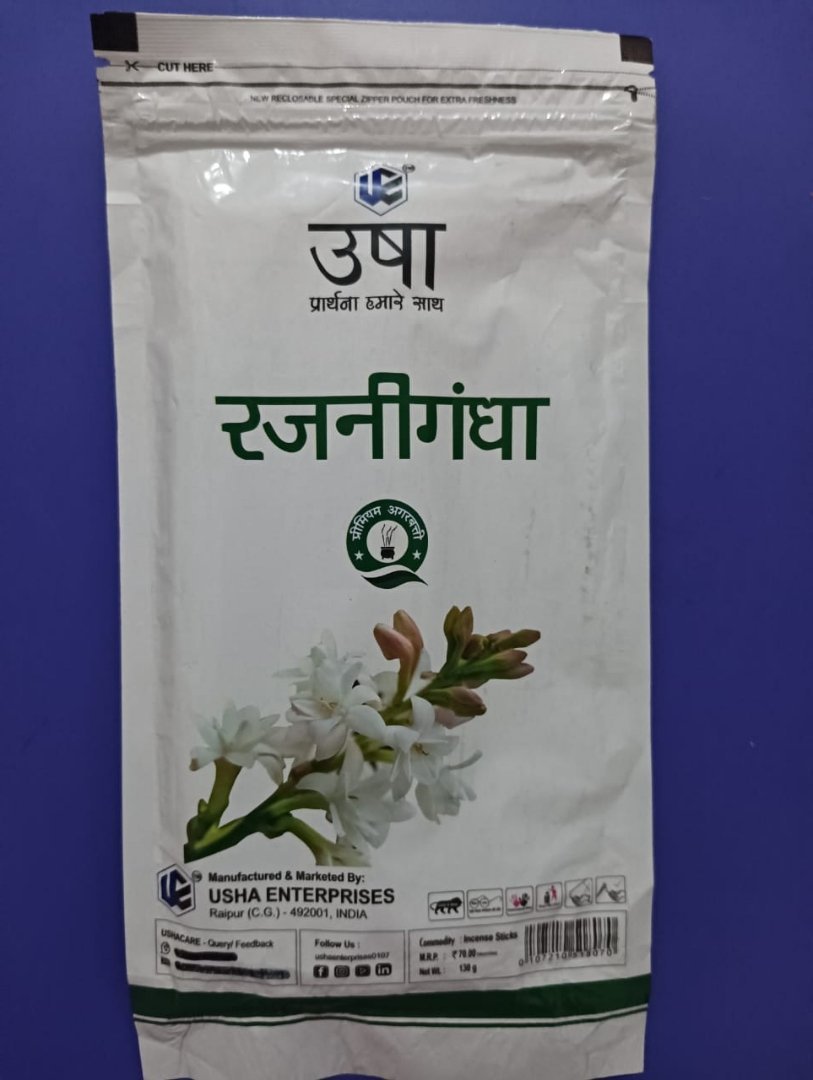 CUT HERE
NEW RECLOSABLE SPECIAL ZIPPER POUCH FOR EXTRA FRESHNESS
उषा
प्रार्थना हमारे साथ
रजनीगंधा
प्रीमियम अगरबत्ती
Manufactured & Marketed By:
USHA ENTERPRISES
Raipur (C.G.) - 492001, INDIA
USHACARE - Query/ Feedback
Follow Us :
ushaenterprises0107
Commodity : Incense Sticks
M.R.P. : ₹ 70.00
Net Wt. : 130 g